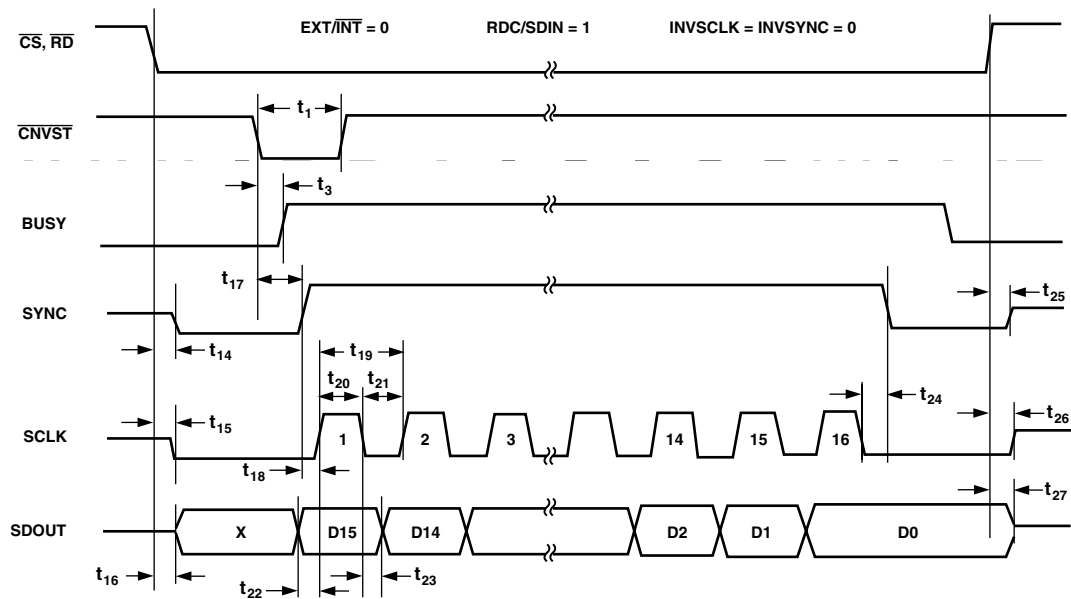 EXT/INT = 0 RDC/SDIN = 1 INVSCLK = INVSYNC = 0
CS, RD
t1
CNVST
t3
BUSY
t17
t25
SYNC
t14
t19
t20 t21
t24
t15
t26
SCLK
1 2 3 14 15 16
t18
t27
SDOUT
X D15 D14 D2 D1 D0
t16
t22 t23